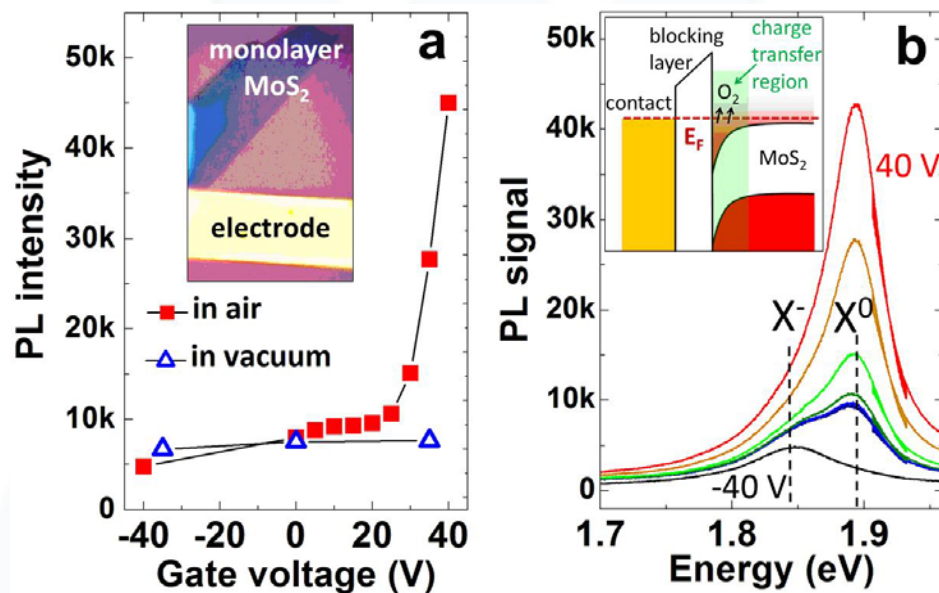 a
monolayer
MoS₂
electrode
in air
in vacuum
PL intensity
50k
40k
30k
20k
10k
0
-40 -20 0 20 40
Gate voltage (V)
b
blocking
layer
charge
transfer
region
contact
O₂
E_F
MoS₂
40 V
X⁻ X⁰
-40 V
PL signal
50k
40k
30k
20k
10k
0
1.7 1.8 1.9
Energy (eV)